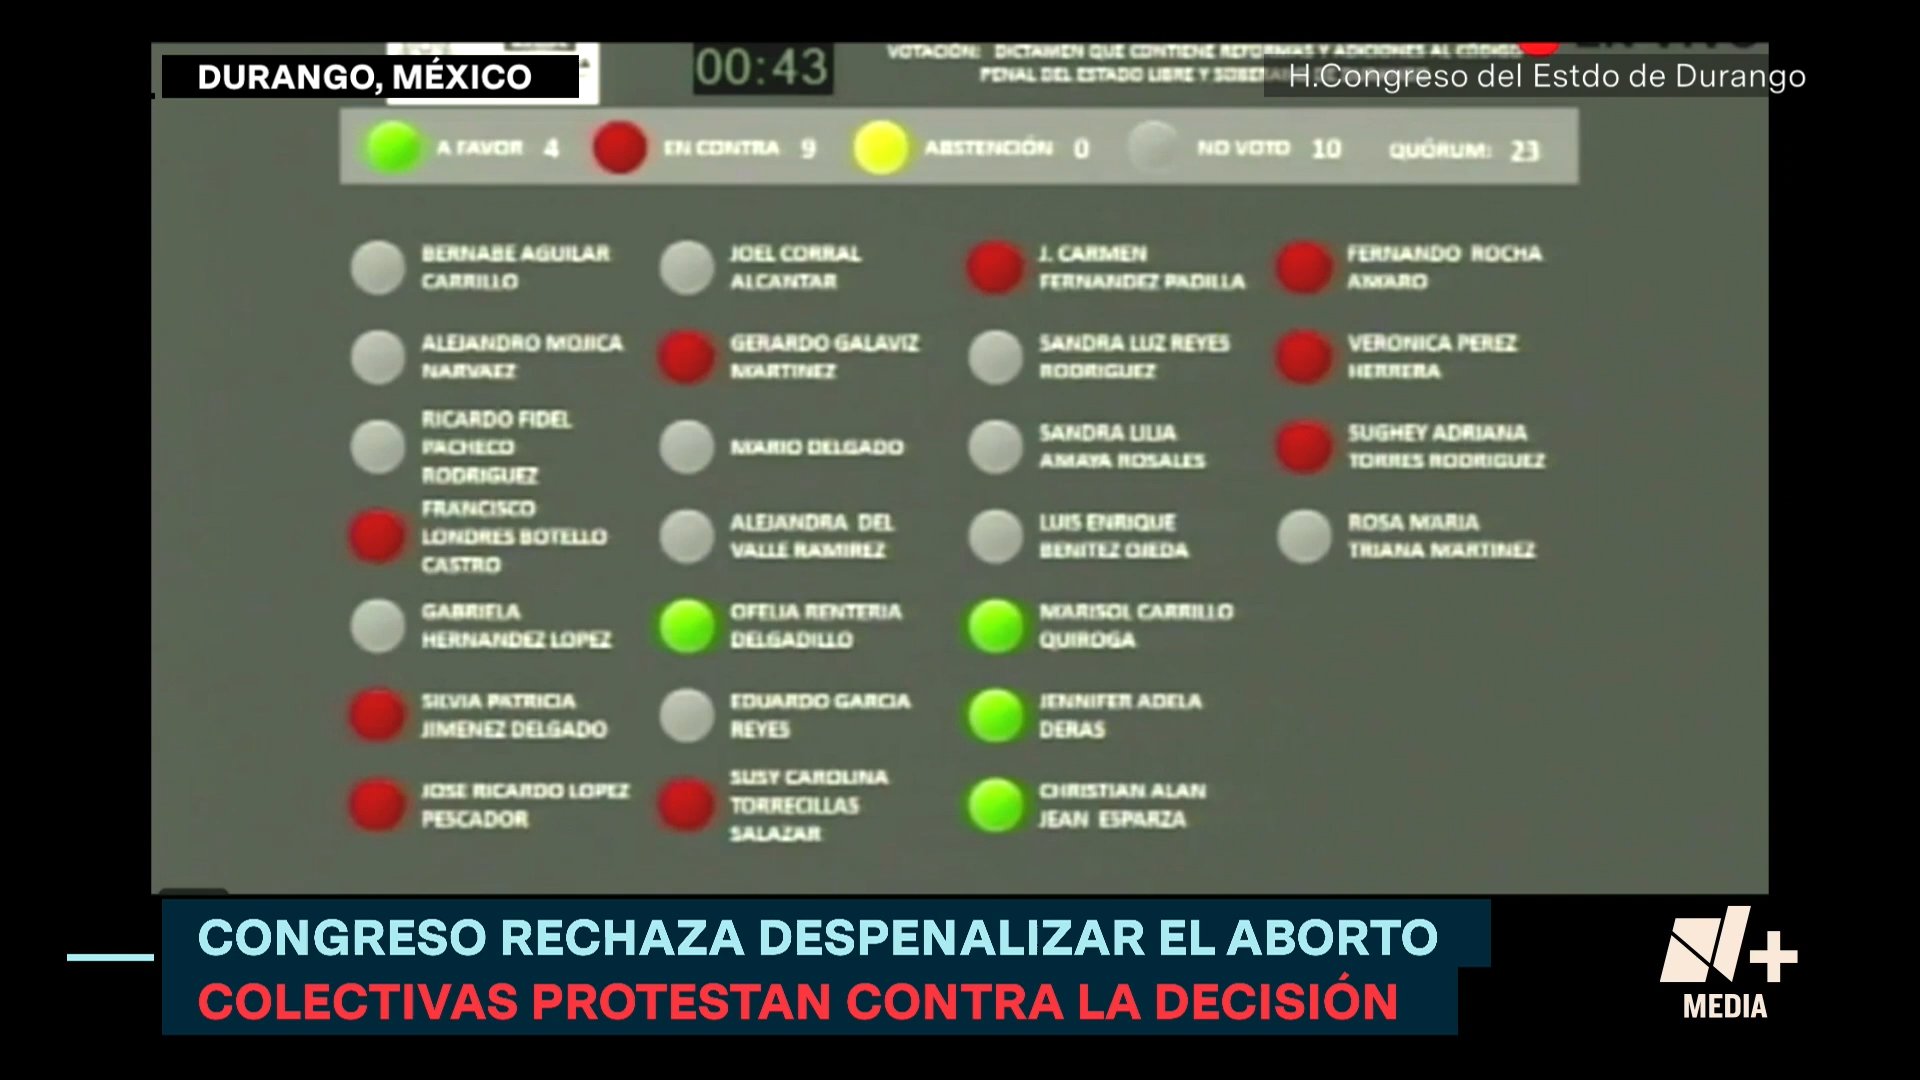 DURANGO, MÉXICO
00:43
VOTACIÓN: DICTAMEN QUE CONTIENE REFORMAS Y ADICIONES AL CÓDIGO
PENAL DEL ESTADO LIBRE Y
H.Congreso del Estdo de Durango
A FAVOR 4 EN CONTRA 9 ABSTENCIÓN 0 NO VOTO 10 QUÓRUM: 23
BERNABE AGUILAR
CARRILLO
JOEL CORRAL
ALCANTAR
J. CARMEN
FERNANDEZ PADILLA
FERNANDO ROCHA
AMARO
ALEJANDRO MOJICA
NARVAEZ
GERARDO GALAVIZ
MARTINEZ
SANDRA LUZ REYES
RODRIGUEZ
VERONICA PEREZ
HERRERA
RICARDO FIDEL
PACHECO
RODRIGUEZ
MARIO DELGADO
SANDRA LILIA
AMAYA ROSALES
SUGHEY ADRIANA
TORRES RODRIGUEZ
FRANCISCO
LONDRES BOTELLO
CASTRO
ALEJANDRA DEL
VALLE RAMIREZ
LUIS ENRIQUE
BENITEZ OJEDA
ROSA MARIA
TRIANA MARTINEZ
GABRIELA
HERNANDEZ LOPEZ
OFELIA RENTERIA
DELGADILLO
MARISOL CARRILLO
QUIROGA
SILVIA PATRICIA
JIMENEZ DELGADO
EDUARDO GARCIA
REYES
JENNIFER ADELA
DERAS
JOSE RICARDO LOPEZ
PESCADOR
SUSY CAROLINA
TORRECILLAS
SALAZAR
CHRISTIAN ALAN
JEAN ESPARZA
CONGRESO RECHAZA DESPENALIZAR EL ABORTO
COLECTIVAS PROTESTAN CONTRA LA DECISIÓN
N+
MEDIA